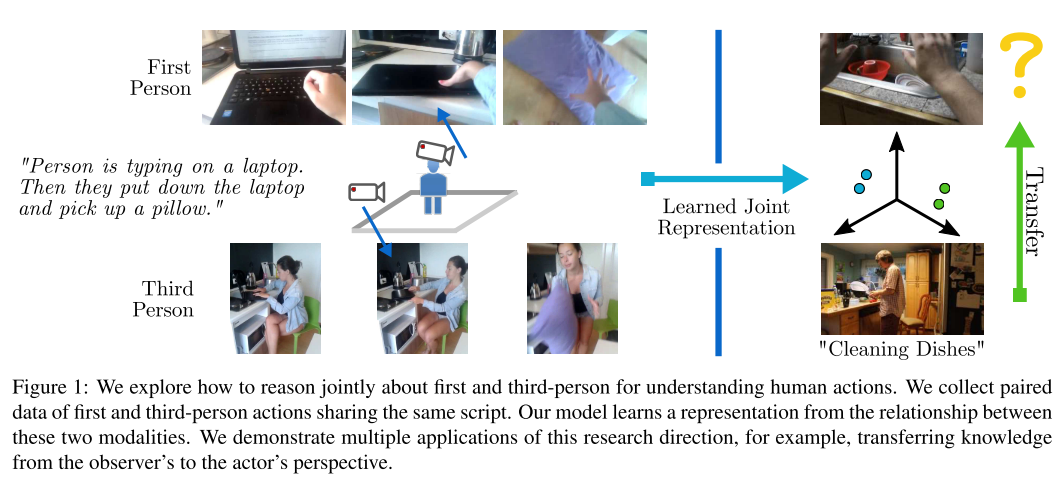 First
Person
"Person is typing on a laptop.
Then they put down the laptop
and pick up a pillow."
Third
Person
Learned Joint
Representation
?
Transfer
"Cleaning Dishes"
Figure 1: We explore how to reason jointly about first and third-person for understanding human actions. We collect paired
data of first and third-person actions sharing the same script. Our model learns a representation from the relationship between
these two modalities. We demonstrate multiple applications of this research direction, for example, transferring knowledge
from the observer's to the actor's perspective.